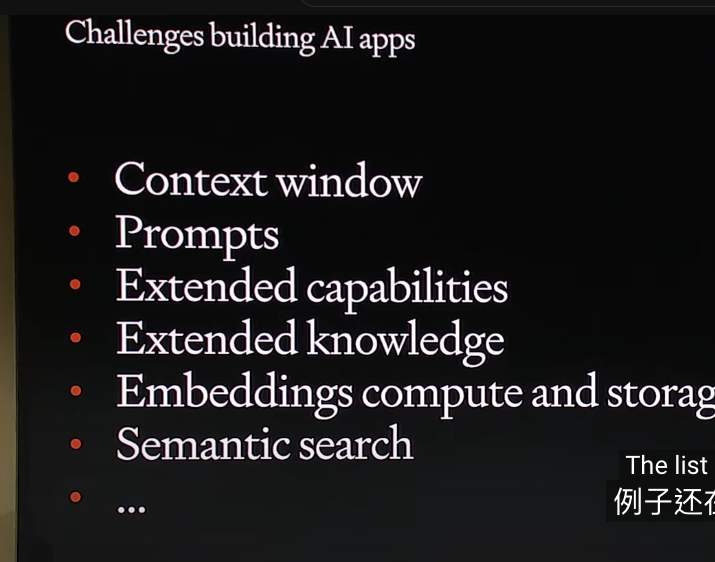 Challenges building AI apps
• Context window
• Prompts
• Extended capabilities
• Extended knowledge
• Embeddings compute and storag
• Semantic search
• ...
The list
例子还在